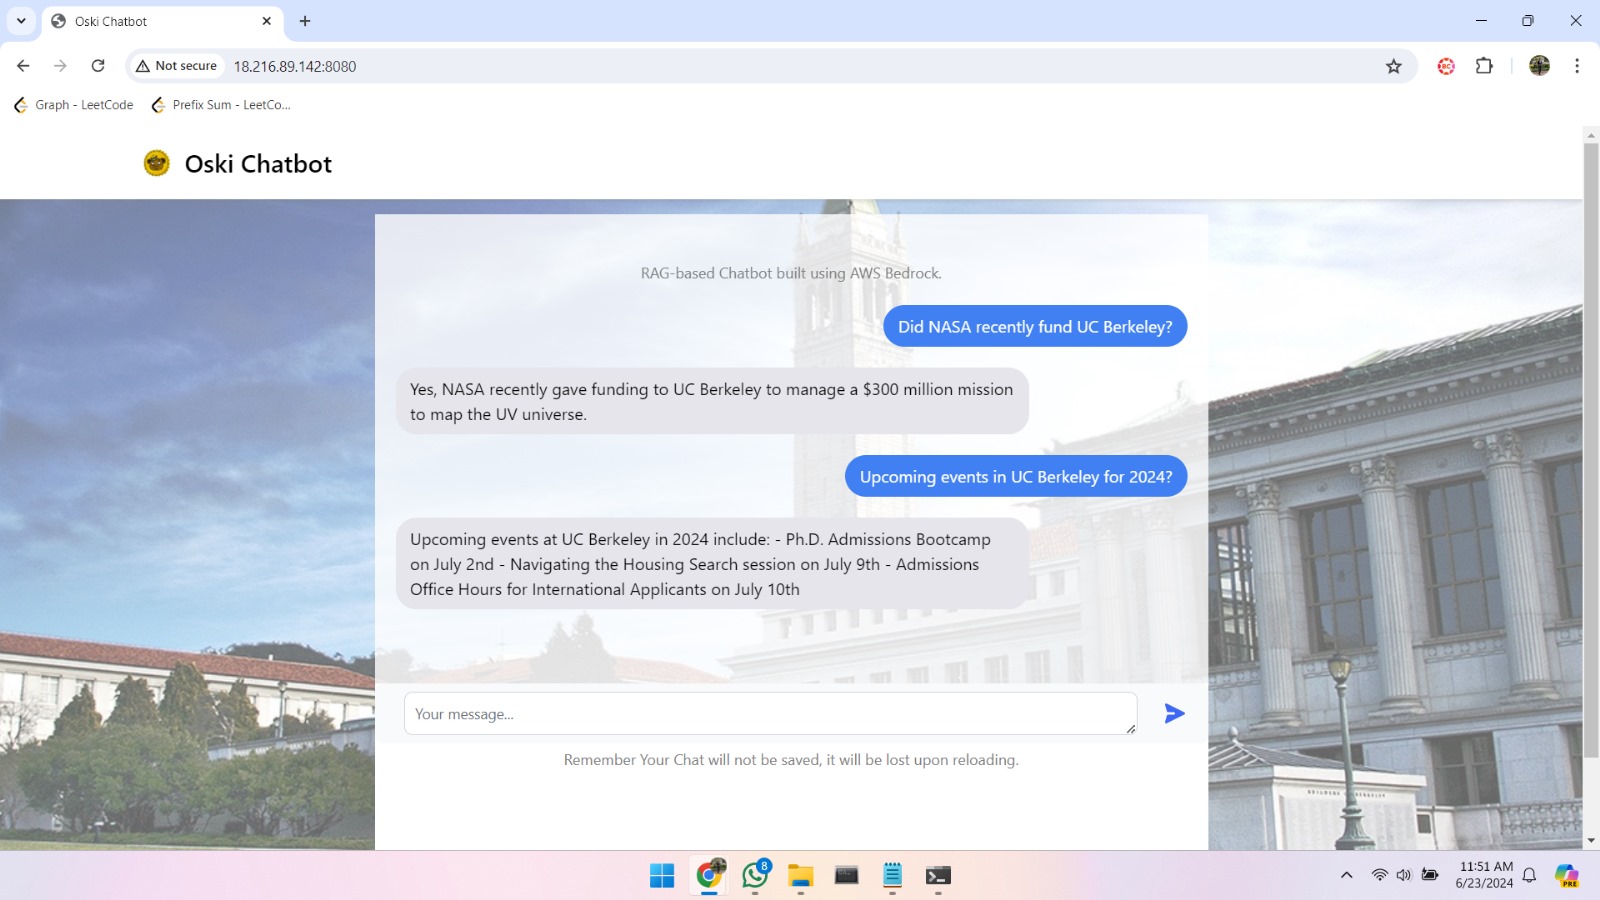 Oski Chatbot
Not secure
18.216.89.142:8080
Graph - LeetCode
Prefix Sum - LeetCo...
Oski Chatbot
RAG-based Chatbot built using AWS Bedrock.
Did NASA recently fund UC Berkeley?
Yes, NASA recently gave funding to UC Berkeley to manage a $300 million mission
to map the UV universe.
Upcoming events in UC Berkeley for 2024?
Upcoming events at UC Berkeley in 2024 include: - Ph.D. Admissions Bootcamp
on July 2nd - Navigating the Housing Search session on July 9th - Admissions
Office Hours for International Applicants on July 10th
Your message...
Remember Your Chat will not be saved, it will be lost upon reloading.
8
11:51 AM
6/23/2024
PRE